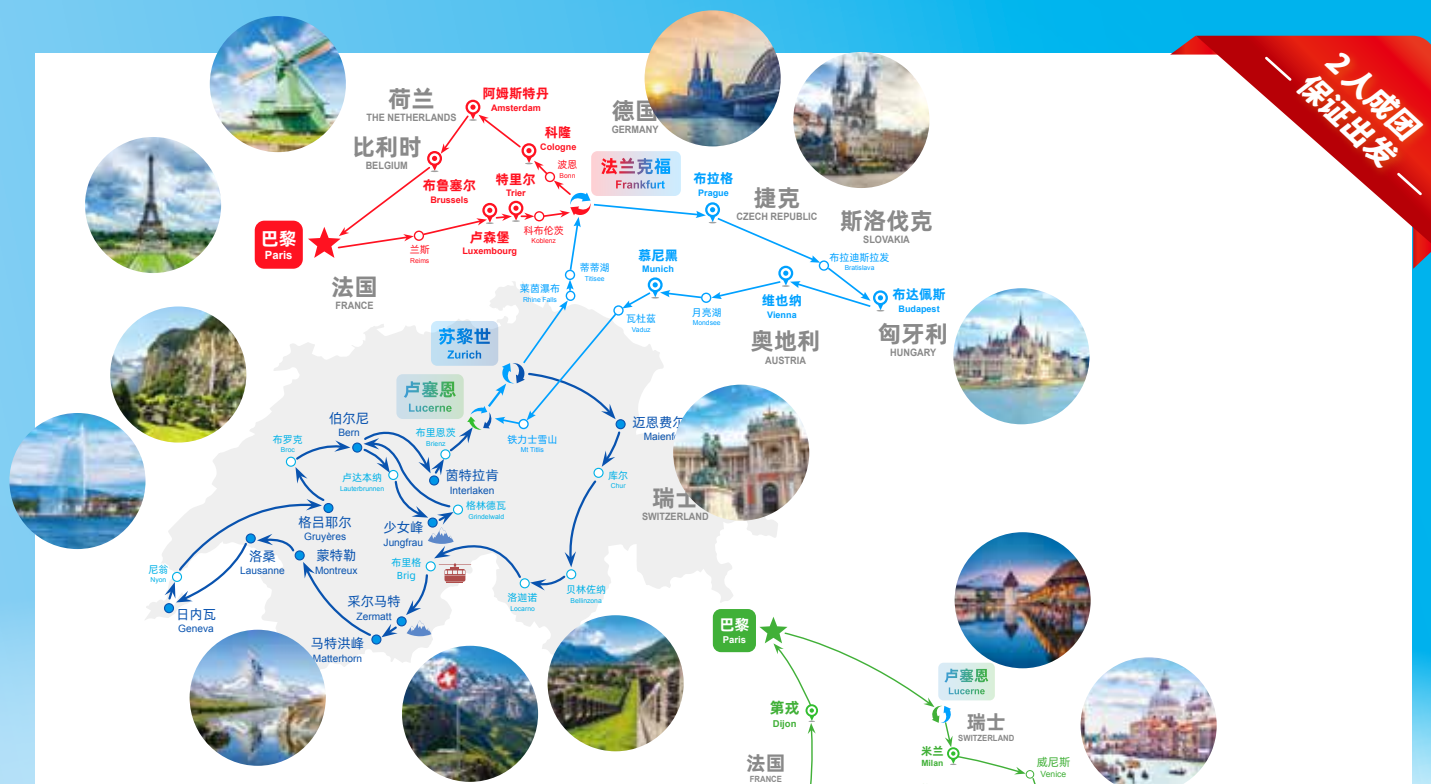 2人成团
保证出发
荷兰
THE NETHERLANDS
阿姆斯特丹
Amsterdam
德国
GERMANY
比利时
BELGIUM
科隆
Cologne
波恩
Bonn
法兰克福
Frankfurt
布鲁塞尔
Brussels
特里尔
Trier
布拉格
Prague
捷克
CZECH REPUBLIC
斯洛伐克
SLOVAKIA
巴黎
Paris
兰斯
Reims
卢森堡
Luxembourg
科布伦茨
Koblenz
法国
FRANCE
蒂蒂湖
Titisee
莱茵瀑布
Rhine Falls
慕尼黑
Munich
布拉迪斯拉发
Bratislava
瓦杜兹
Vaduz
月亮湖
Mondsee
维也纳
Vienna
布达佩斯
Budapest
奥地利
AUSTRIA
匈牙利
HUNGARY
苏黎世
Zurich
卢塞恩
Lucerne
伯尔尼
Bern
布里恩茨
Brienz
铁力士雪山
Mt Titlis
迈恩费
布罗克
Broc
卢达本纳
Lauterbrunnen
茵特拉肯
Interlaken
库尔
Chur
格吕耶尔
Gruyères
少女峰
Jungfrau
格林德瓦
Grindelwald
瑞士
SWITZERLAND
洛桑
Lausanne
蒙特勒
Montreux
布里格
Brig
尼翁
Nyon
日内瓦
Geneva
采尔马特
Zermatt
洛迦诺
Locarno
贝林佐纳
Bellinzona
马特洪峰
Matterhorn
巴黎
Paris
卢塞恩
Lucerne
第戎
Dijon
瑞士
SWITZERLAND
米兰
Milan
威尼斯
Venice
法国
FRANCE